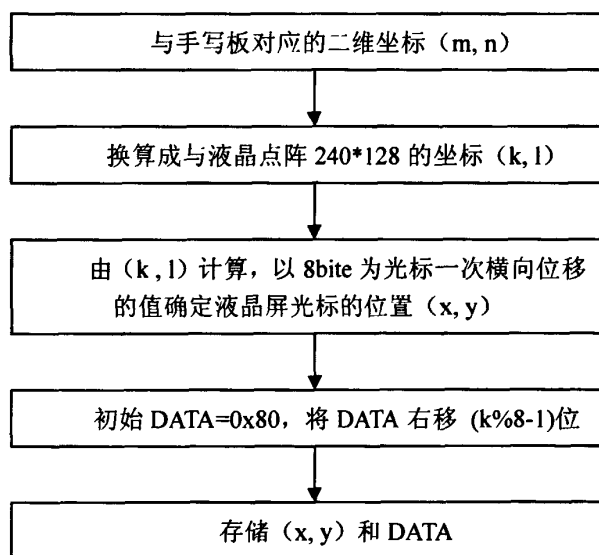 与手写板对应的二维坐标（m, n）
换算成与液晶点阵 240*128 的坐标（k, l）
由（k , l）计算，以 8bite 为光标一次横向位移
的值确定液晶屏光标的位置（x, y）
初始 DATA=0x80，将 DATA 右移 (k%8-1)位
存储（x, y）和 DATA